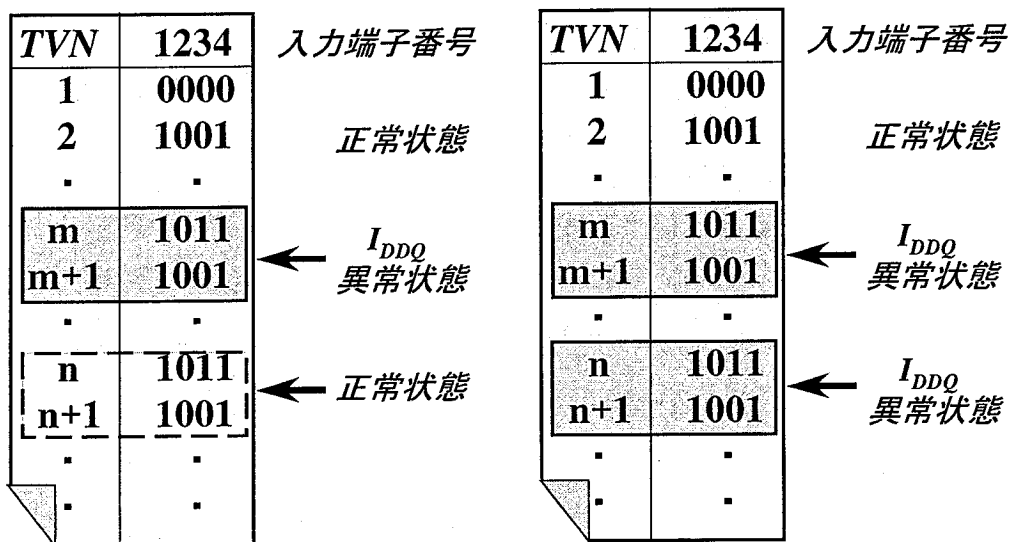 TVN 1234 入力端子番号
1 0000
2 1001 正常状態
. .
m 1011 I_DDQ
m+1 1001 異常状態
. .
n 1011 正常状態
n+1 1001
. .
. .
TVN 1234 入力端子番号
1 0000
2 1001 正常状態
. .
m 1011 I_DDQ
m+1 1001 異常状態
. .
n 1011 I_DDQ
n+1 1001 異常状態
. .
. .